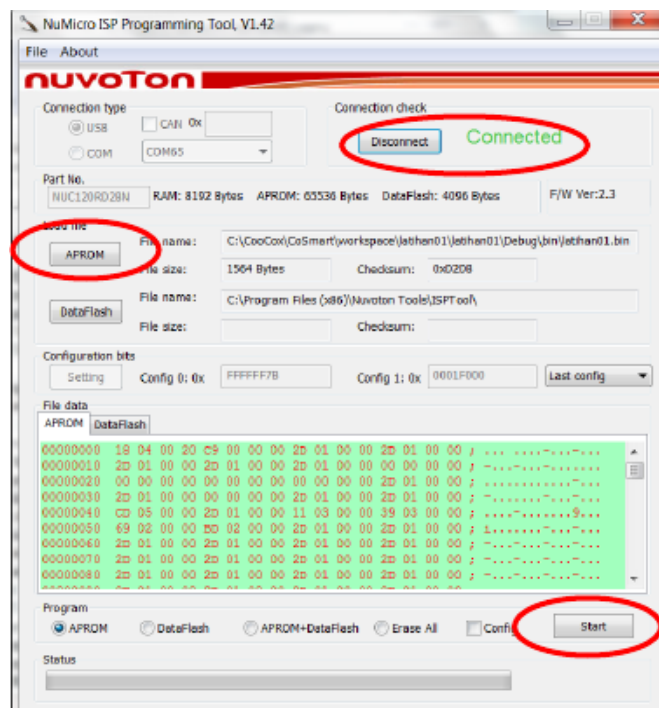 NuMicro ISP Programming Tool, V1.42
File About
nuvoTon
Connection type
USB
CAN 0x
COM
COM65
Connection check
Disconnect
Connected
Part No.
NUC120RD2BN
RAM: 8192 Bytes APROM: 65536 Bytes DataFlash: 4096 Bytes
F/W Ver:2.3
Load file
APROM
File name:
C:\CooCox\CoSmart\workspace\latihan01\latihan01\Debug\bin\latihan01.bin
File size:
1564 Bytes
Checksum:
0xD2D8
DataFlash
File name:
C:\Program Files (x86)\Nuvoton Tools\ISPTool\
File size:
Checksum:
Configuration bits
Setting
Config 0: 0x
FFFFFF7B
Config 1: 0x
0001F000
Last config
File data
APROM DataFlash
00000000 18 04 00 20 C9 00 00 00 2D 01 00 00 2D 01 00 00 ; ... ....-...-...
00000010 2D 01 00 00 2D 01 00 00 2D 01 00 00 00 00 00 00 ; -...-...-.......
00000020 00 00 00 00 00 00 00 00 00 00 00 00 2D 01 00 00 ; ............-...
00000030 2D 01 00 00 00 00 00 00 2D 01 00 00 2D 01 00 00 ; -.......-...-...
00000040 CD 05 00 00 2D 01 00 00 11 03 00 00 39 03 00 00 ; ....-.......9...
00000050 69 02 00 00 BD 02 00 00 2D 01 00 00 2D 01 00 00 ; i.......-...-...
00000060 2D 01 00 00 2D 01 00 00 2D 01 00 00 2D 01 00 00 ; -...-...-...-...
00000070 2D 01 00 00 2D 01 00 00 2D 01 00 00 2D 01 00 00 ; -...-...-...-...
00000080 2D 01 00 00 2D 01 00 00 2D 01 00 00 2D 01 00 00 ; -...-...-...-...
Program
APROM
DataFlash
APROM+DataFlash
Erase All
Config
Start
Status